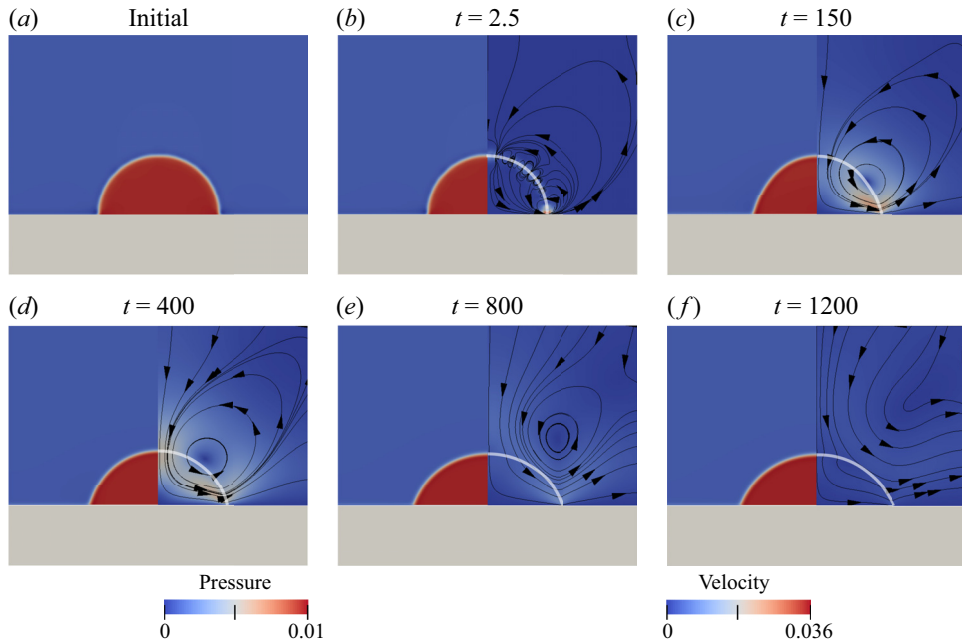 (a) Initial
(b) t = 2.5
(c) t = 150
(d) t = 400
(e) t = 800
(f) t = 1200
Pressure
0 0.01
Velocity
0 0.036